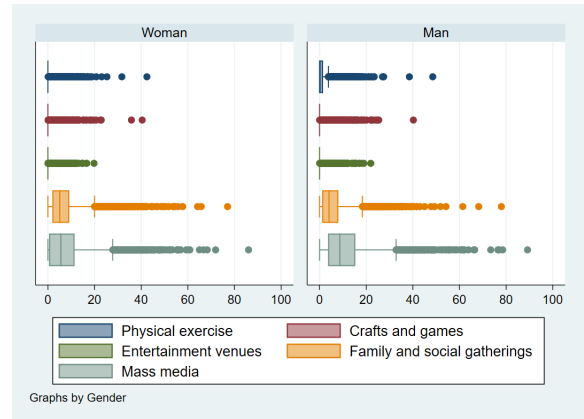 Woman Man
0 20 40 60 80 100 0 20 40 60 80 100
Physical exercise Crafts and games
Entertainment venues Family and social gatherings
Mass media
Graphs by Gender